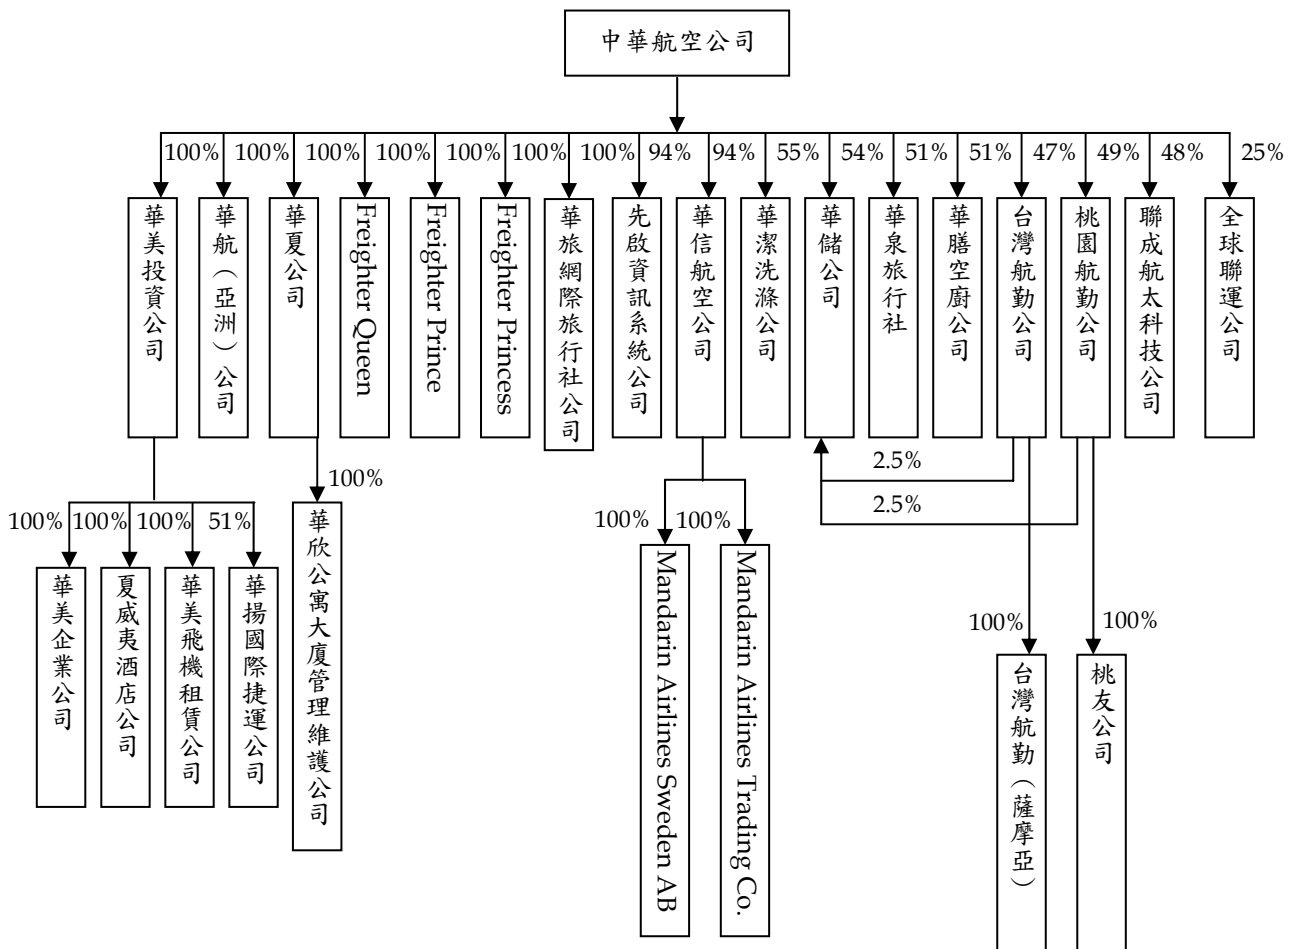 中華航空公司
100%
100%
100%
100%
100%
100%
100%
94%
94%
55%
54%
51%
51%
47%
49%
48%
25%
華美投資公司
華航（亞洲）公司
華夏公司
Freighter Queen
Freighter Prince
Freighter Princess
華旅網際旅行社公司
先啟資訊系統公司
華信航空公司
華潔洗滌公司
華儲公司
華泉旅行社
華膳空廚公司
台灣航勤公司
桃園航勤公司
聯成航太科技公司
全球聯運公司
2.5%
2.5%
100%
100%
100%
100%
51%
100%
100%
100%
100%
華美企業公司
夏威夷酒店公司
華美飛機租賃公司
華揚國際捷運公司
華欣公寓大廈管理維護公司
Mandarin Airlines Sweden AB
Mandarin Airlines Trading Co.
台灣航勤（薩摩亞）
桃友公司